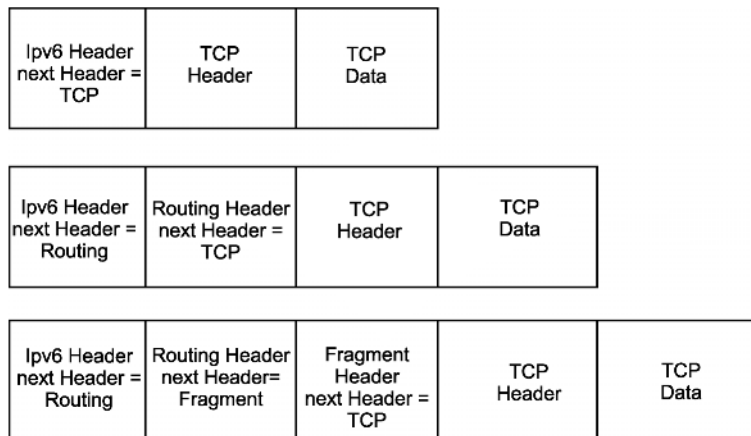 Ipv6 Header
next Header =
TCP
TCP
Header
TCP
Data
Ipv6 Header
next Header =
Routing
Routing Header
next Header =
TCP
TCP
Header
TCP
Data
Ipv6 Header
next Header =
Routing
Routing Header
next Header=
Fragment
Fragment
Header
next Header =
TCP
TCP
Header
TCP
Data